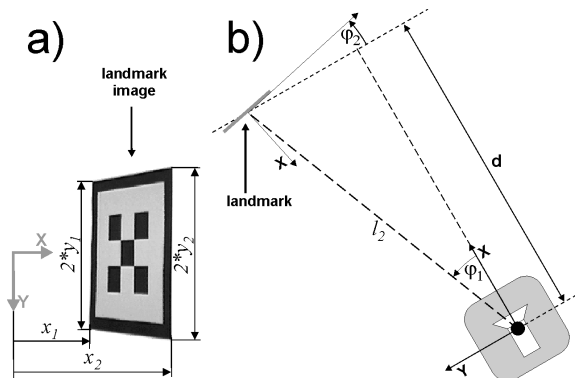 a)
landmark
image
X
Y
2*y₁
2*y₂
x₁
x₂
b)
φ₂
X
landmark
l₂
d
X
φ₁
Y